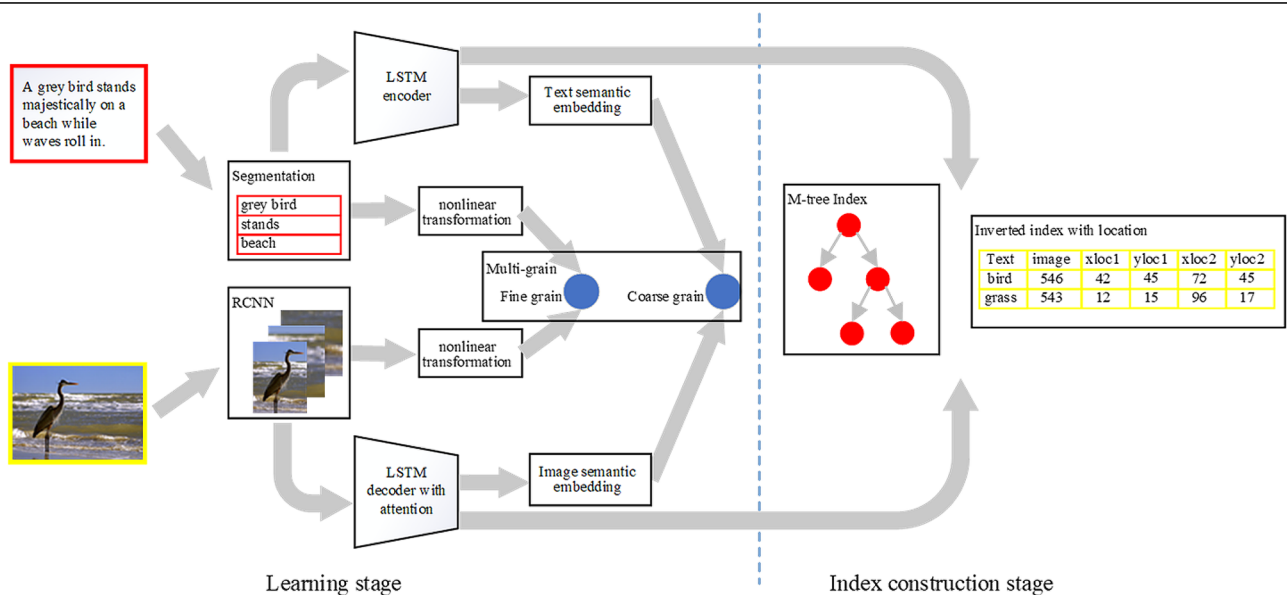 A grey bird stands
majestically on a
beach while
waves roll in.
LSTM
encoder
Text semantic
embedding
Segmentation
grey bird
stands
beach
nonlinear
transformation
Multi-grain
Fine grain
Coarse grain
RCNN
nonlinear
transformation
LSTM
decoder with
attention
Image semantic
embedding
Learning stage
M-tree Index
Inverted index with location
Text image xloc1 yloc1 xloc2 yloc2
bird 546 42 45 72 45
grass 543 12 15 96 17
Index construction stage